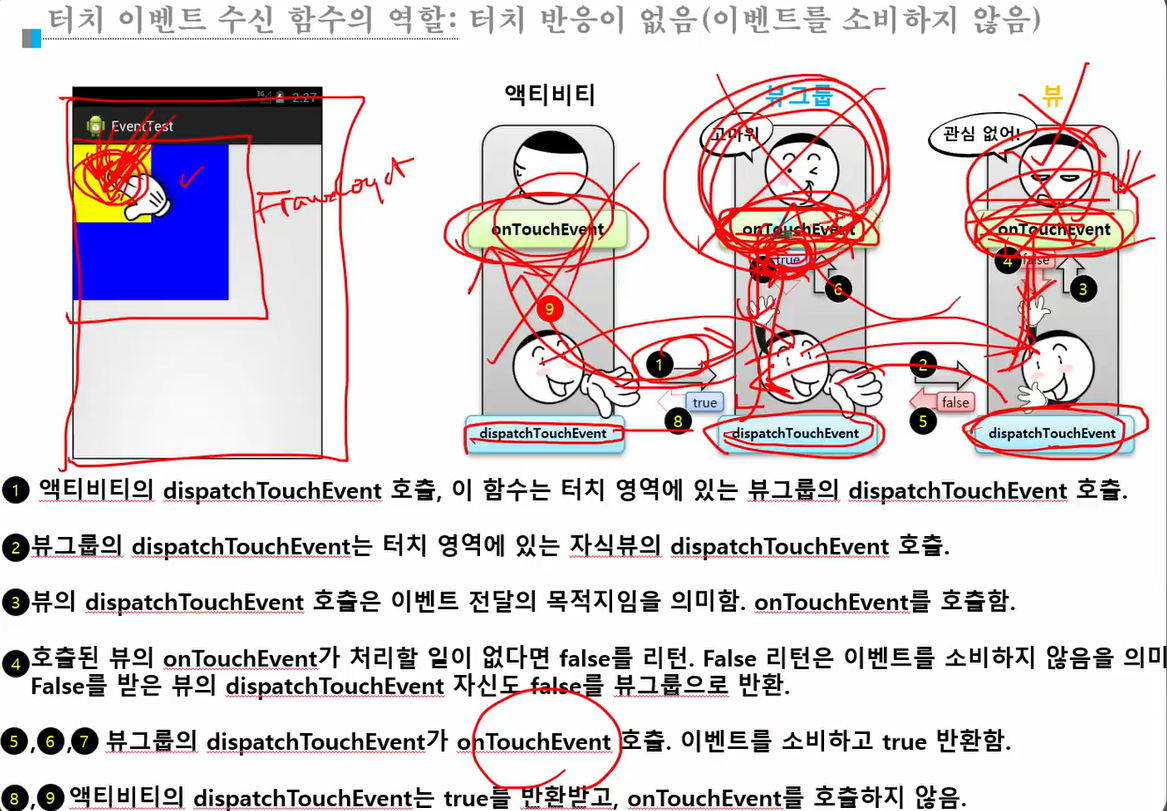 터치 이벤트 수신 함수의 역할: 터치 반응이 없음(이벤트를 소비하지 않음)
3G 2:27
EventTest
액티비티
뷰그룹
뷰
고마워
관심 없어!
onTouchEvent
onTouchEvent
onTouchEvent
true
4 false
6
3
9
1
2
true
false
8
5
dispatchTouchEvent
dispatchTouchEvent
dispatchTouchEvent
1 액티비티의 dispatchTouchEvent 호출, 이 함수는 터치 영역에 있는 뷰그룹의 dispatchTouchEvent 호출.
2 뷰그룹의 dispatchTouchEvent는 터치 영역에 있는 자식뷰의 dispatchTouchEvent 호출.
3 뷰의 dispatchTouchEvent 호출은 이벤트 전달의 목적지임을 의미함. onTouchEvent를 호출함.
4 호출된 뷰의 onTouchEvent가 처리할 일이 없다면 false를 리턴. False 리턴은 이벤트를 소비하지 않음을 의미
False를 받은 뷰의 dispatchTouchEvent 자신도 false를 뷰그룹으로 반환.
5,6,7 뷰그룹의 dispatchTouchEvent가 onTouchEvent 호출. 이벤트를 소비하고 true 반환함.
8,9 액티비티의 dispatchTouchEvent는 true를 반환받고, onTouchEvent를 호출하지 않음.